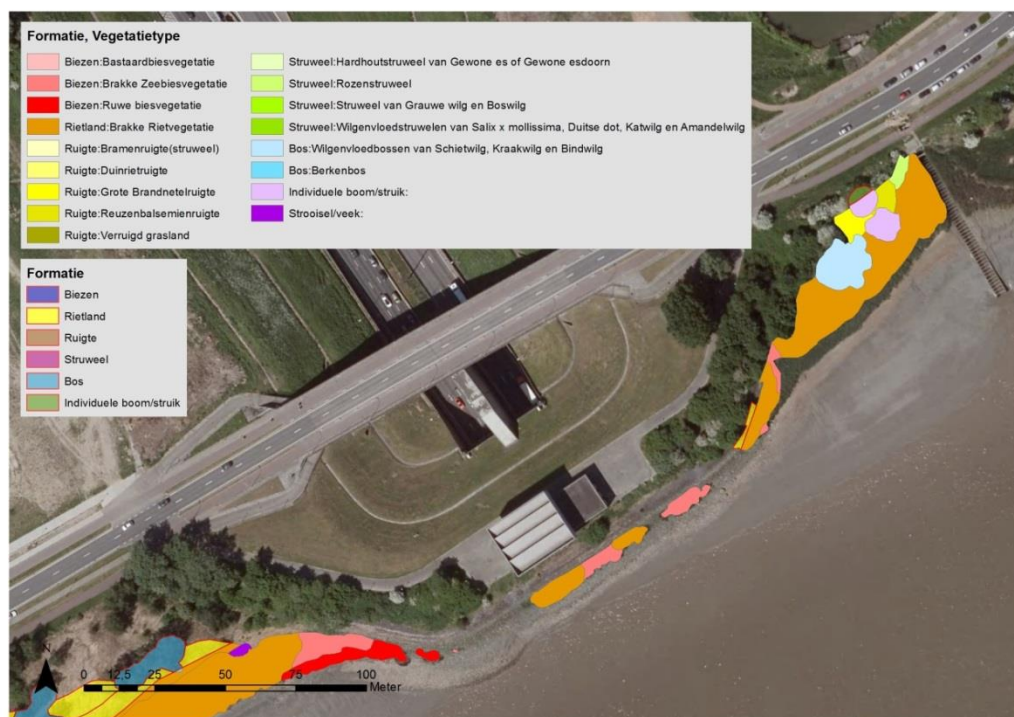 Formatie, Vegetatietype
Biezen:Bastaardbiesvegetatie
Biezen:Brakke Zeebiesvegetatie
Biezen:Ruwe biesvegetatie
Rietland:Brakke Rietvegetatie
Ruigte:Bramenruigte(struweel)
Ruigte:Duinrietruigte
Ruigte:Grote Brandnetelruigte
Ruigte:Reuzenbalsemienruigte
Ruigte:Verruigd grasland
Struweel:Hardhoutstruweel van Gewone es of Gewone esdoorn
Struweel:Rozenstruweel
Struweel:Struweel van Grauwe wilg en Boswilg
Struweel:Wilgenvloedstruwelen van Salix x mollissima, Duitse dot, Katwilg en Amandelwilg
Bos:Wilgenvloedbossen van Schietwilg, Kraakwilg en Bindwilg
Bos:Berkenbos
Individuele boom/struik:
Strooisel/veek:
Formatie
Biezen
Rietland
Ruigte
Struweel
Bos
Individuele boom/struik
N
0 12,5 25 50 75 100
Meter